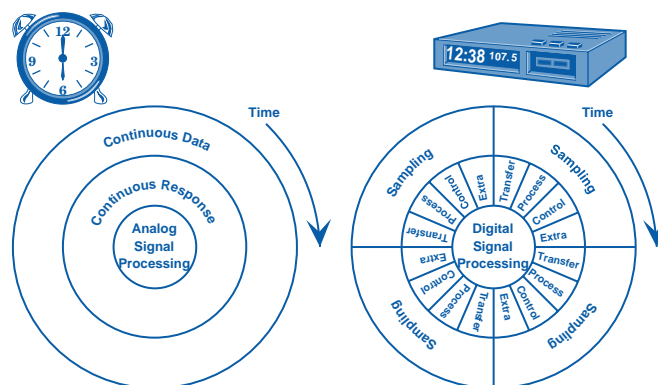 12
9
3
6
12:38 107.5
Time
Continuous Data
Continuous Response
Analog
Signal
Processing
Time
Sampling
Sampling
Sampling
Sampling
Transfer
Process
Control
Extra
Transfer
Process
Control
Extra
Transfer
Process
Control
Extra
Transfer
Process
Control
Extra
Digital
Signal
Processing